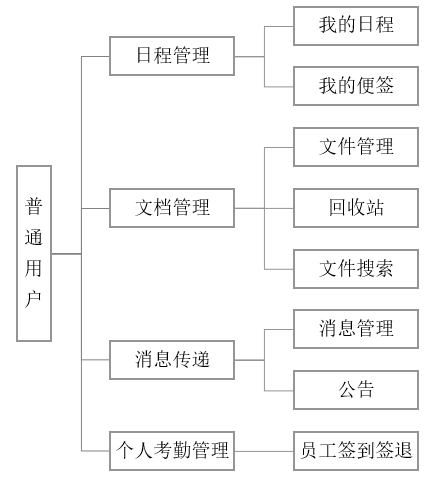 普通用户
日程管理
我的日程
我的便签
文档管理
文件管理
回收站
文件搜索
消息传递
消息管理
公告
个人考勤管理
员工签到签退